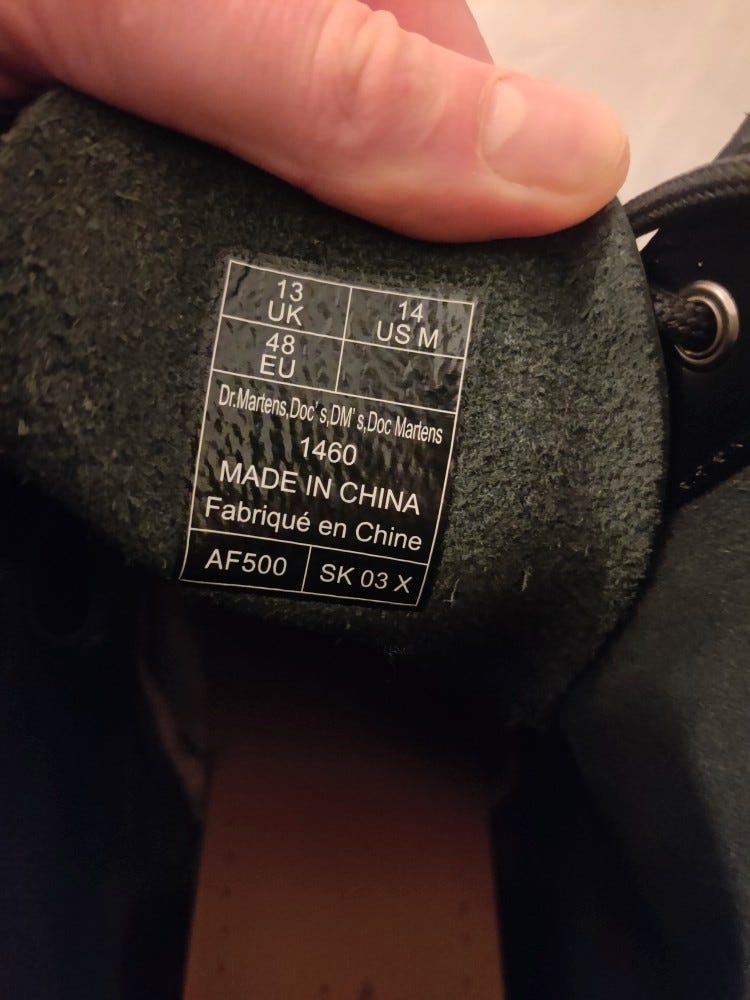 13
UK
14
US M
48
EU
Dr.Martens,Doc's,DM's,Doc Martens
1460
MADE IN CHINA
Fabriqué en Chine
AF500
SK 03 X